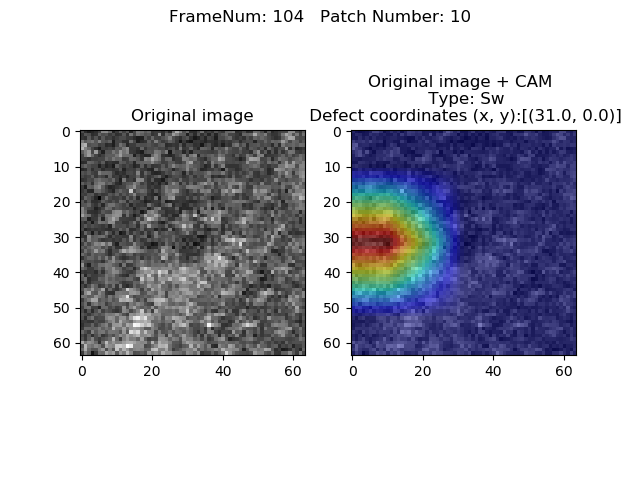 FrameNum: 104   Patch Number: 10
Original image
0
10
20
30
40
50
60
0 20 40 60
Original image + CAM
Type: Sw
Defect coordinates (x, y):[(31.0, 0.0)]
0
10
20
30
40
50
60
0 20 40 60